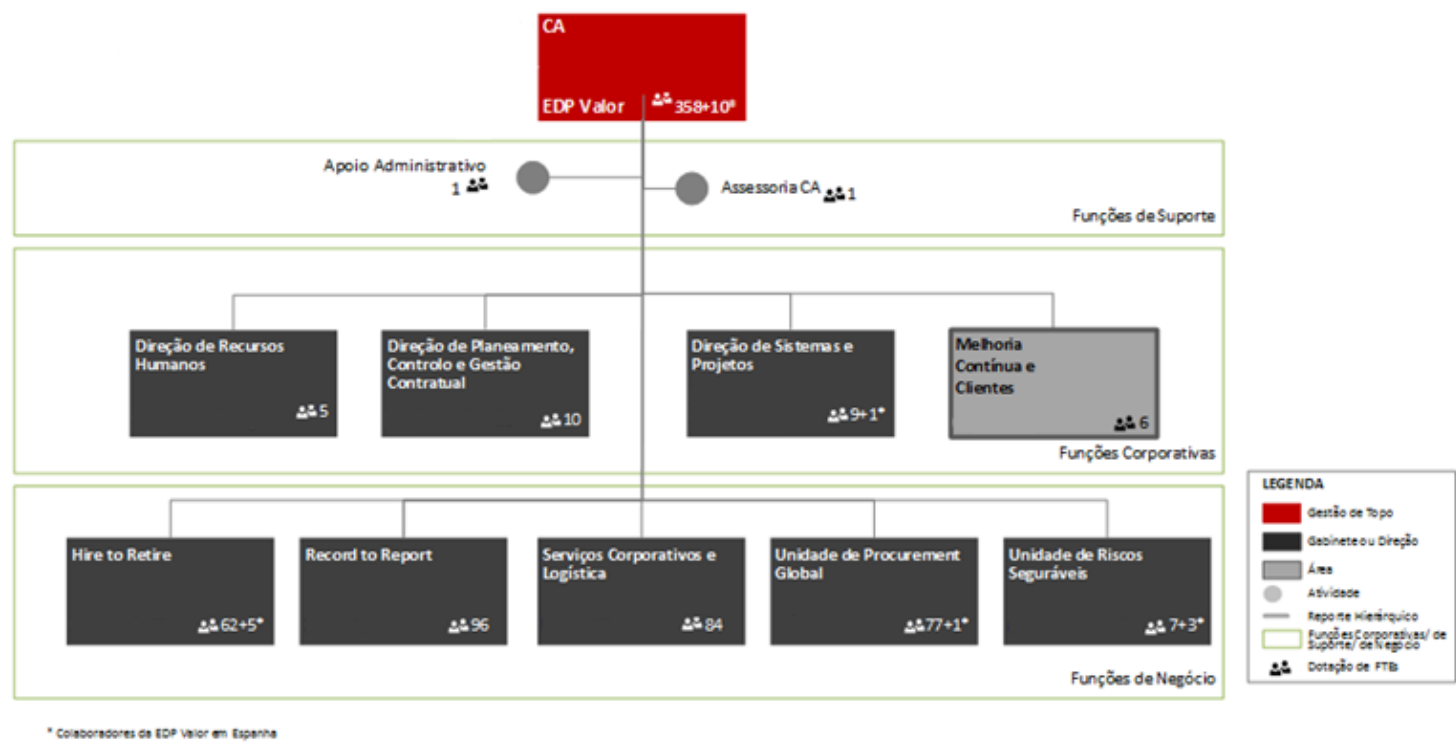 CA
EDP Valor
358+10*
Apoio Administrativo
1
Assessoria CA
1
Funções de Suporte
Direção de Recursos
Humanos
5
Direção de Planeamento,
Controlo e Gestão
Contratual
10
Direção de Sistemas e
Projetos
9+1*
Melhoria
Contínua e
Clientes
6
Funções Corporativas
Hire to Retire
62+5*
Record to Report
96
Serviços Corporativos e
Logística
84
Unidade de Procurement
Global
77+1*
Unidade de Riscos
Seguráveis
7+3*
Funções de Negócio
LEGENDA
Gestão de Topo
Gabinete ou Direção
Área
Atividade
Reporte Hierárquico
Funções Corporativas/ de
Suporte/ de Negócio
Dotação de FTEs
* Colaboradores da EDP Valor em Espanha